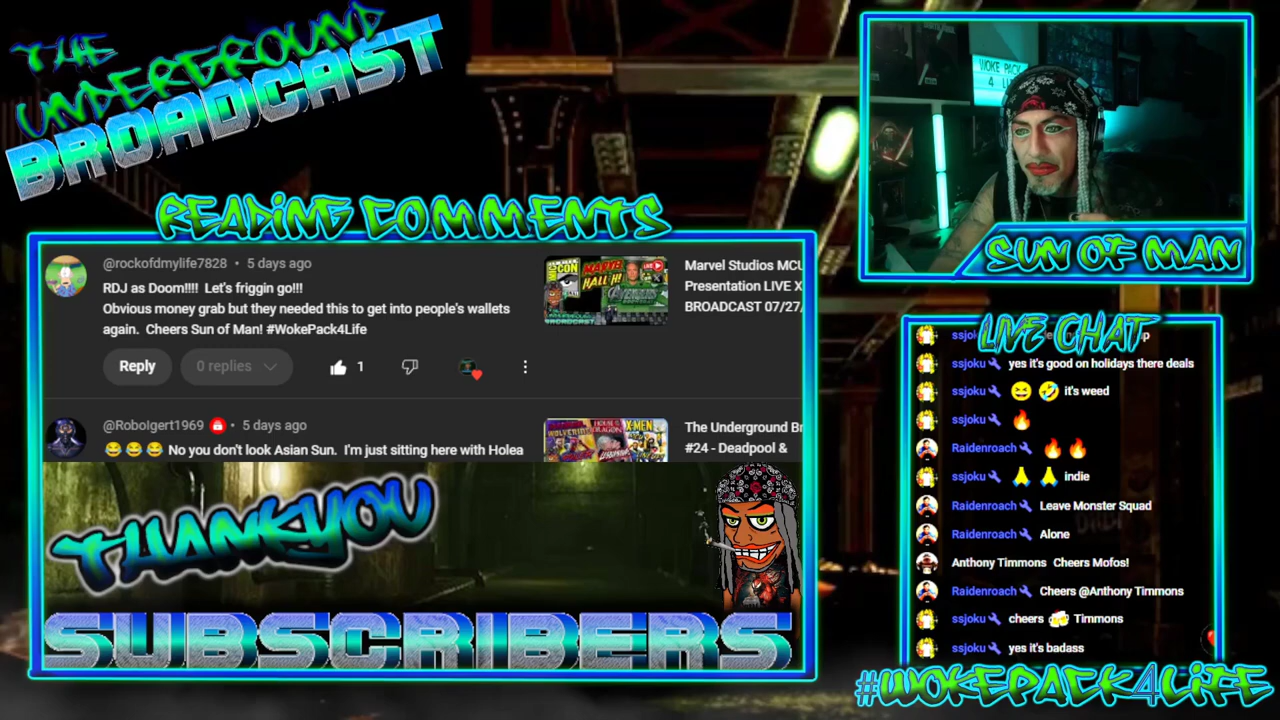 THE
UNDERGROUND
BROADCAST
READING COMMENTS
@rockofdmylife7828 • 5 days ago
RDJ as Doom!!!! Let's friggin go!!!
Obvious money grab but they needed this to get into people's wallets
again. Cheers Sun of Man! #WokePack4Life
Reply
0 replies
1
Marvel Studios MCU
Presentation LIVE X
BROADCAST 07/27/
@RoboIgert1969 • 5 days ago
😂 😂 😂 No you don't look Asian Sun. I'm just sitting here with Holea
The Underground Br
#24 - Deadpool &
THANKYOU
SUBSCRIBERS
WOKE PACK
SUN OF MAN
LIVE CHAT
ssjoku yes it's good on holidays there deals
ssjoku 😆 🤣 it's weed
ssjoku 🔥
Raidenroach 🔥 🔥
ssjoku 🙏 🙏 indie
Raidenroach Leave Monster Squad
Raidenroach Alone
Anthony Timmons Cheers Mofos!
Raidenroach Cheers @Anthony Timmons
ssjoku cheers 🍻 Timmons
ssjoku yes it's badass
#WOKEPACK4LIFE